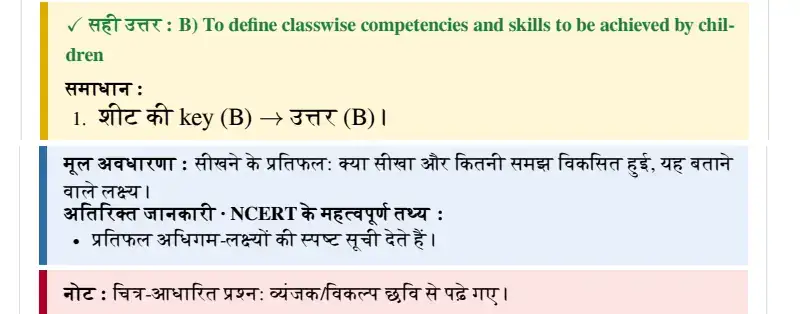 ✓ सही उत्तर : B) To define classwise competencies and skills to be achieved by chil-
dren
समाधान :
1. शीट की key (B) → उत्तर (B)।
मूल अवधारणा : सीखने के प्रतिफल: क्या सीखा और कितनी समझ विकसित हुई, यह बताने
वाले लक्ष्य।
अतिरिक्त जानकारी · NCERT के महत्वपूर्ण तथ्य :
• प्रतिफल अधिगम-लक्ष्यों की स्पष्ट सूची देते हैं।
नोट : चित्र-आधारित प्रश्न: व्यंजक/विकल्प छवि से पढ़े गए।